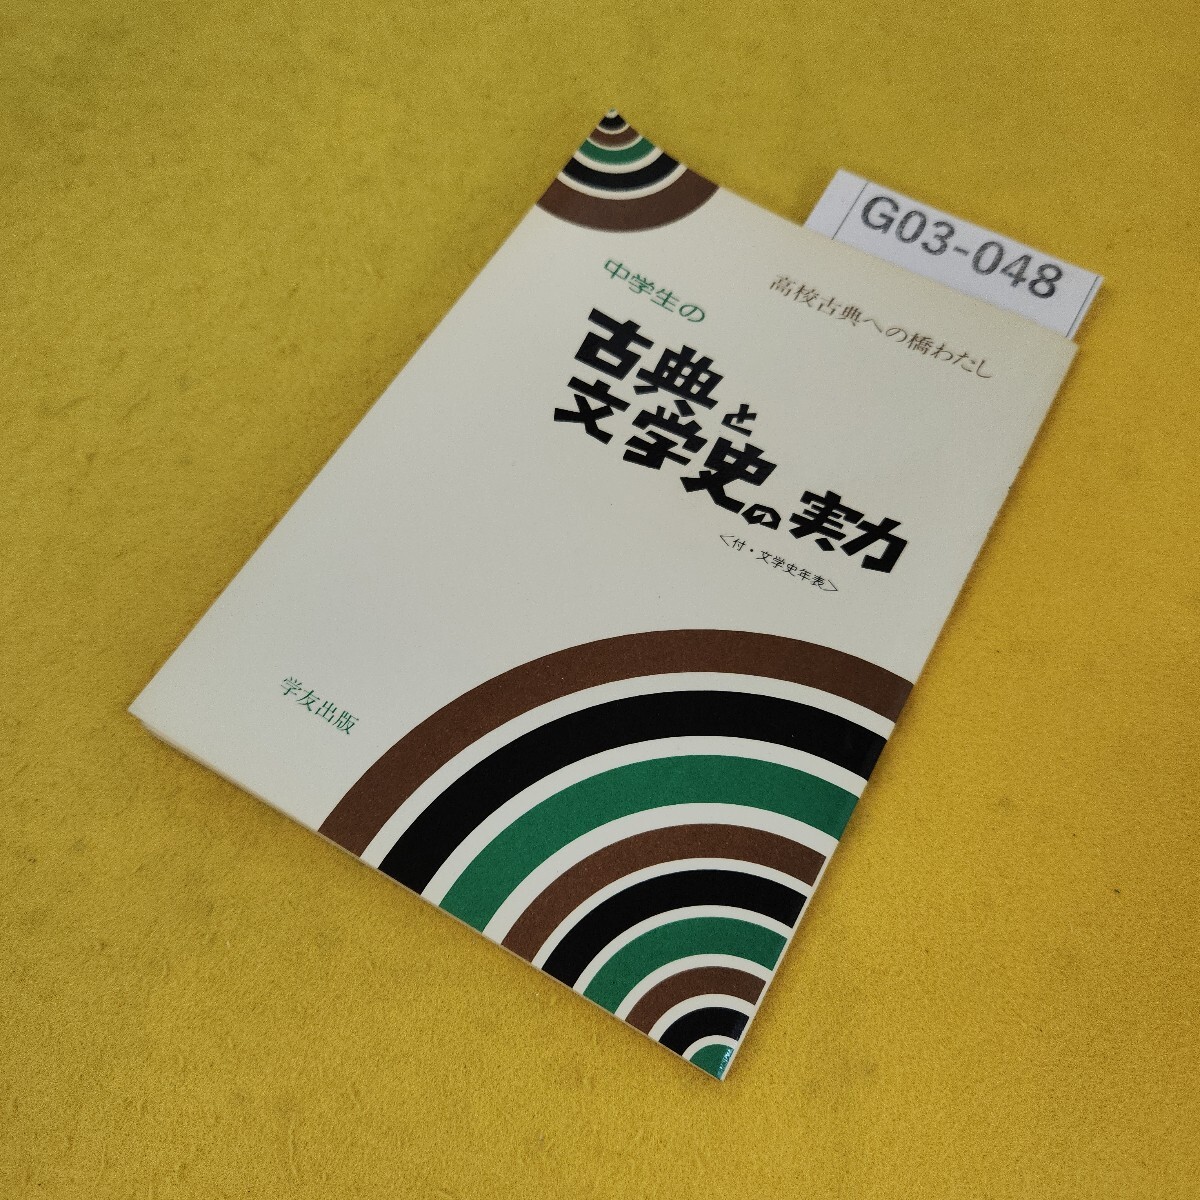 G03-048
高校古典への橋わたし
中学生の
古典と
文学史の実力
<付・文学史年表>
学友出版